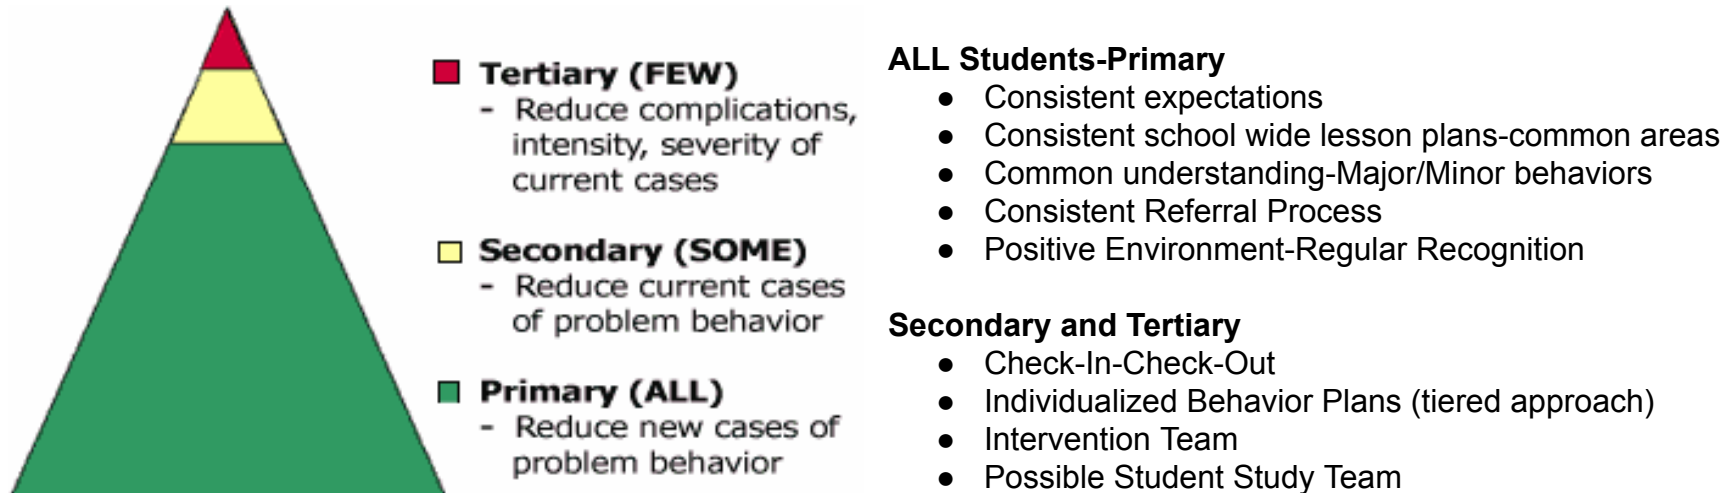 Tertiary (FEW)
- Reduce complications,
intensity, severity of
current cases
Secondary (SOME)
- Reduce current cases
of problem behavior
Primary (ALL)
- Reduce new cases of
problem behavior
ALL Students-Primary
● Consistent expectations
● Consistent school wide lesson plans-common areas
● Common understanding-Major/Minor behaviors
● Consistent Referral Process
● Positive Environment-Regular Recognition
Secondary and Tertiary
● Check-In-Check-Out
● Individualized Behavior Plans (tiered approach)
● Intervention Team
● Possible Student Study Team